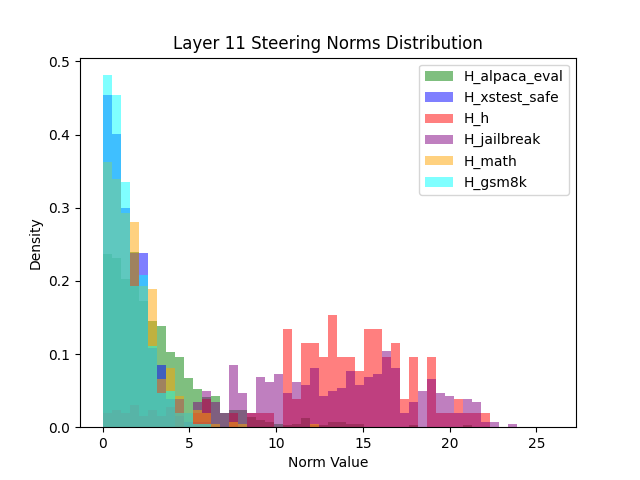 Layer 11 Steering Norms Distribution
0.5
0.4
0.3
0.2
0.1
0.0
Density
H_alpaca_eval
H_xstest_safe
H_h
H_jailbreak
H_math
H_gsm8k
0 5 10 15 20 25
Norm Value